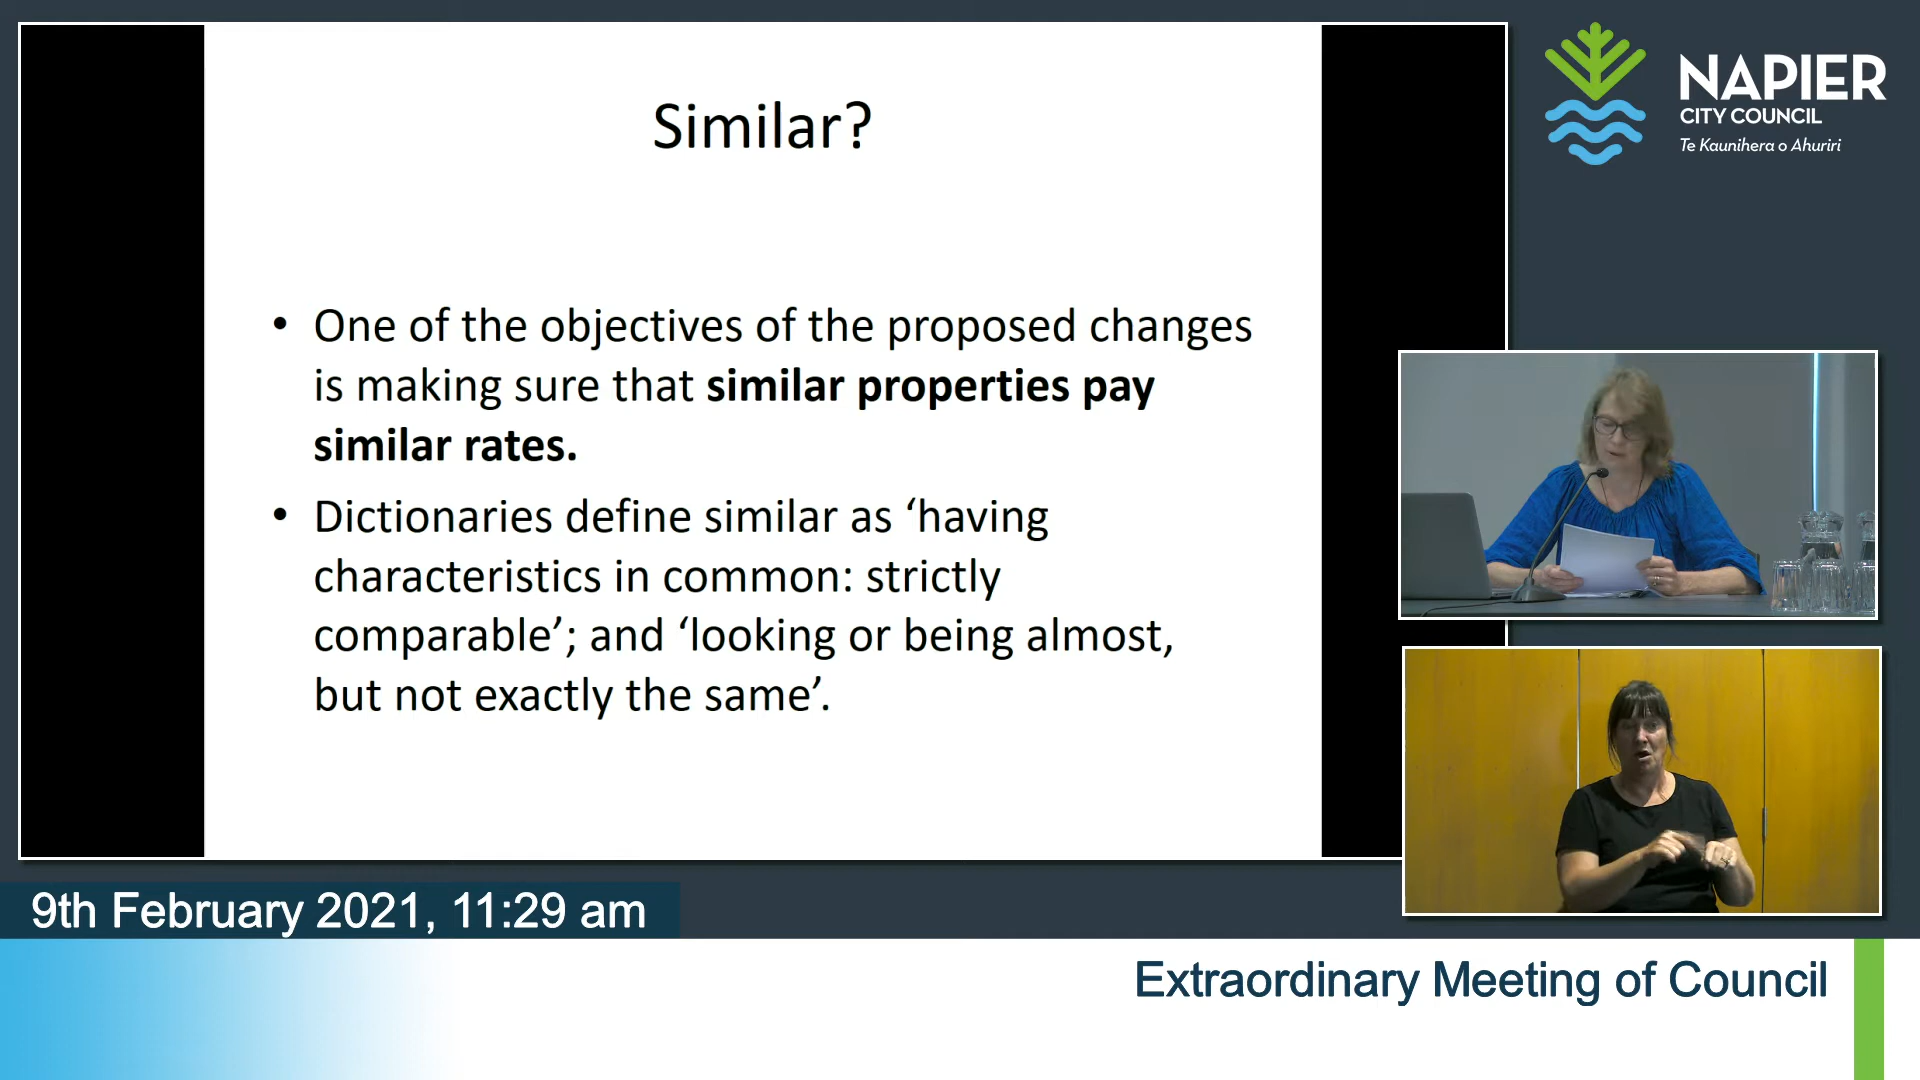 Similar?
• One of the objectives of the proposed changes
is making sure that similar properties pay
similar rates.
• Dictionaries define similar as ‘having
characteristics in common: strictly
comparable’; and ‘looking or being almost,
but not exactly the same’.
NAPIER
CITY COUNCIL
Te Kaunihera o Ahuriri
9th February 2021, 11:29 am
Extraordinary Meeting of Council